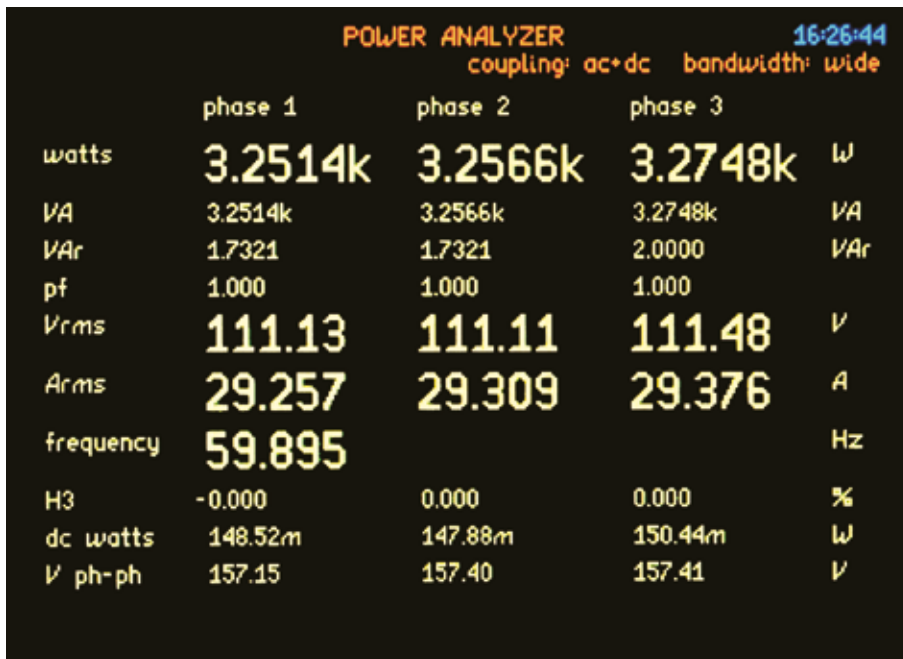 POWER ANALYZER 16:26:44
coupling: ac+dc bandwidth: wide
phase 1 phase 2 phase 3
watts 3.2514k 3.2566k 3.2748k W
VA 3.2514k 3.2566k 3.2748k VA
VAr 1.7321 1.7321 2.0000 VAr
pf 1.000 1.000 1.000
Vrms 111.13 111.11 111.48 V
Arms 29.257 29.309 29.376 A
frequency 59.895 Hz
H3 -0.000 0.000 0.000 %
dc watts 148.52m 147.88m 150.44m W
V ph-ph 157.15 157.40 157.41 V